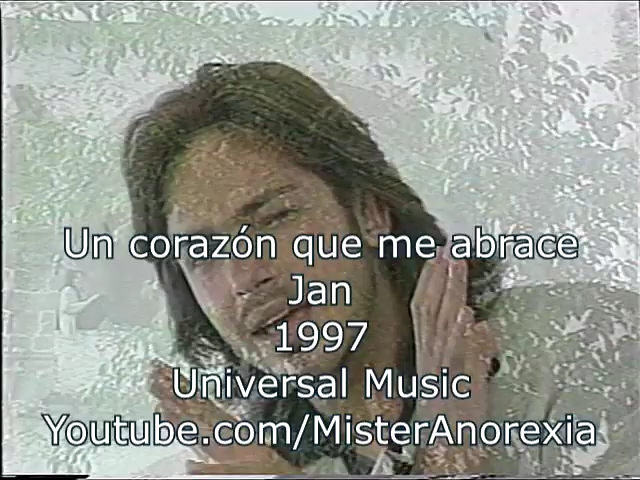 Un corazón que me abrace
Jan
1997
Universal Music
Youtube.com/MisterAnorexia